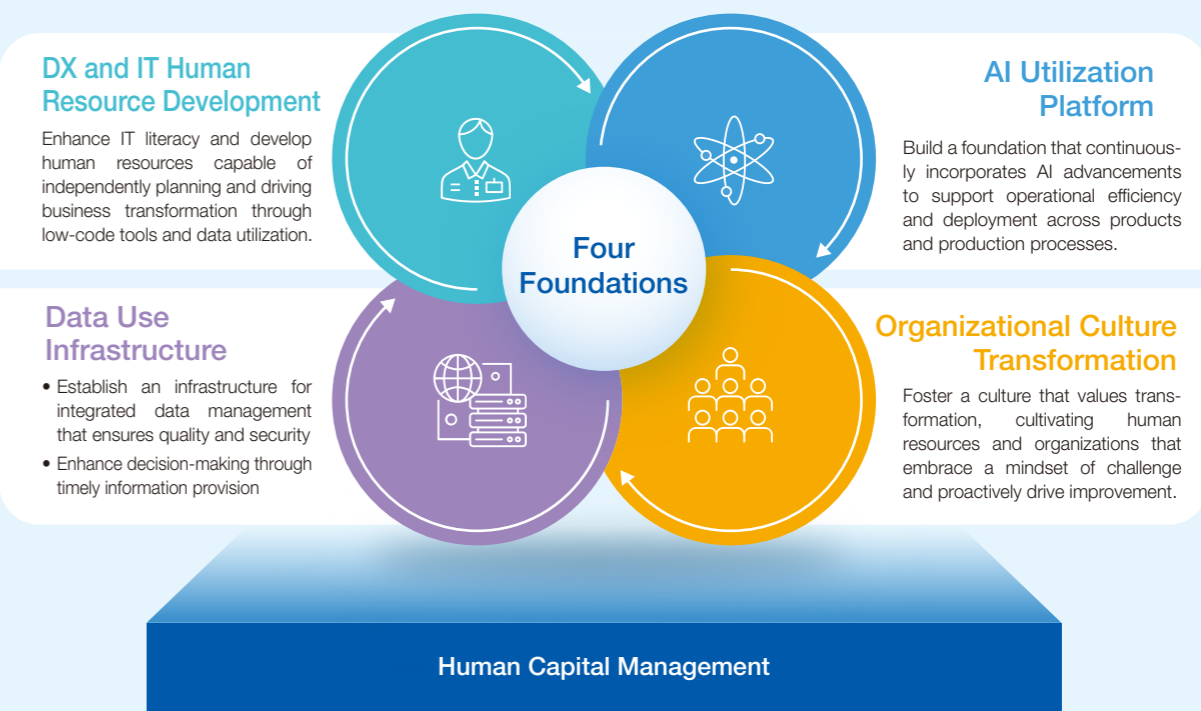 DX and IT Human
Resource Development
Enhance IT literacy and develop
human resources capable of
independently planning and driving
business transformation through
low-code tools and data utilization.
AI Utilization
Platform
Build a foundation that continuous-
ly incorporates AI advancements
to support operational efficiency
and deployment across products
and production processes.
Four
Foundations
Data Use
Infrastructure
• Establish an infrastructure for
integrated data management
that ensures quality and security
• Enhance decision-making through
timely information provision
Organizational Culture
Transformation
Foster a culture that values trans-
formation, cultivating human
resources and organizations that
embrace a mindset of challenge
and proactively drive improvement.
Human Capital Management